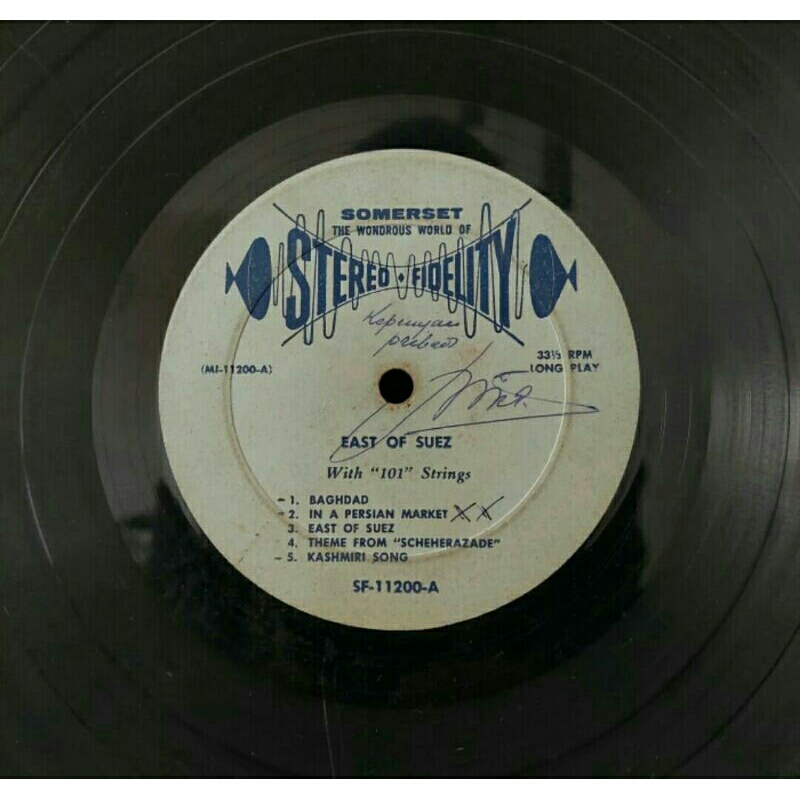 SOMERSET
THE WONDROUS WORLD OF
STEREO • FIDELITY
(MI-11200-A)
33⅓ RPM
LONG PLAY
EAST OF SUEZ
With "101" Strings
- 1. BAGHDAD
- 2. IN A PERSIAN MARKET XX
3. EAST OF SUEZ
4. THEME FROM "SCHEHERAZADE"
- 5. KASHMIRI SONG
SF-11200-A